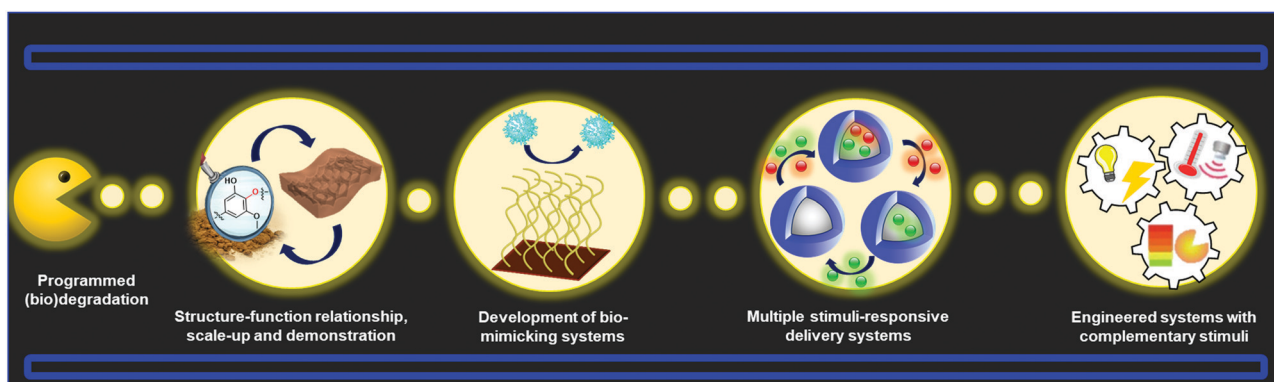 HO
O
O
Programmed
(bio)degradation
Structure-function relationship,
scale-up and demonstration
Development of bio-
mimicking systems
Multiple stimuli-responsive
delivery systems
Engineered systems with
complementary stimuli